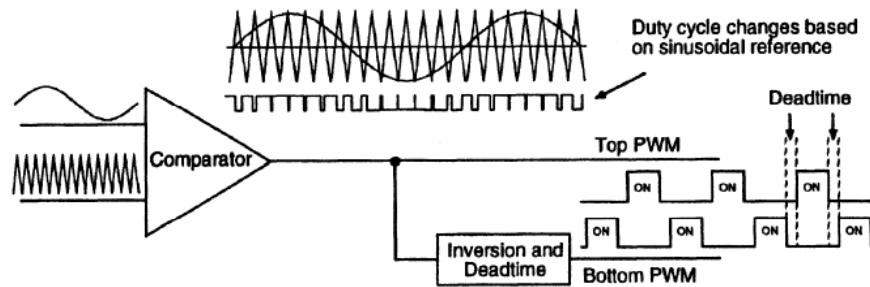 Duty cycle changes based
on sinusoidal reference
Deadtime
Comparator
Top PWM
ON ON ON
ON ON ON ON
Inversion and
Deadtime
Bottom PWM